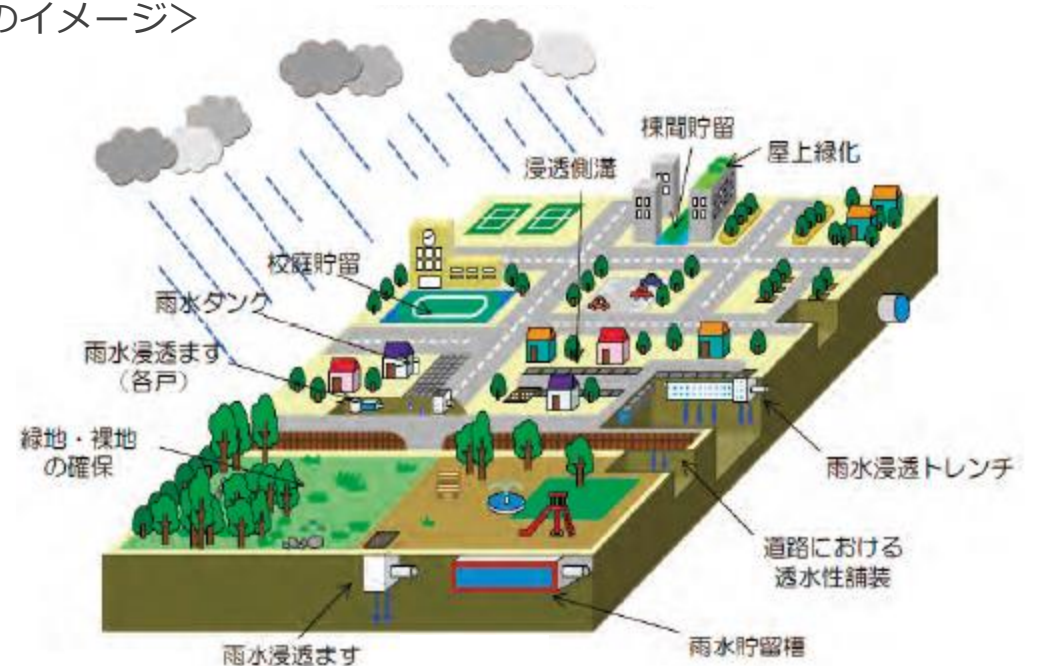 のイメージ>
棟間貯留
屋上緑化
浸透側溝
校庭貯留
雨水タンク
雨水浸透ます
（各戸）
緑地・裸地
の確保
雨水浸透トレンチ
道路における
透水性舗装
雨水貯留槽
雨水浸透ます